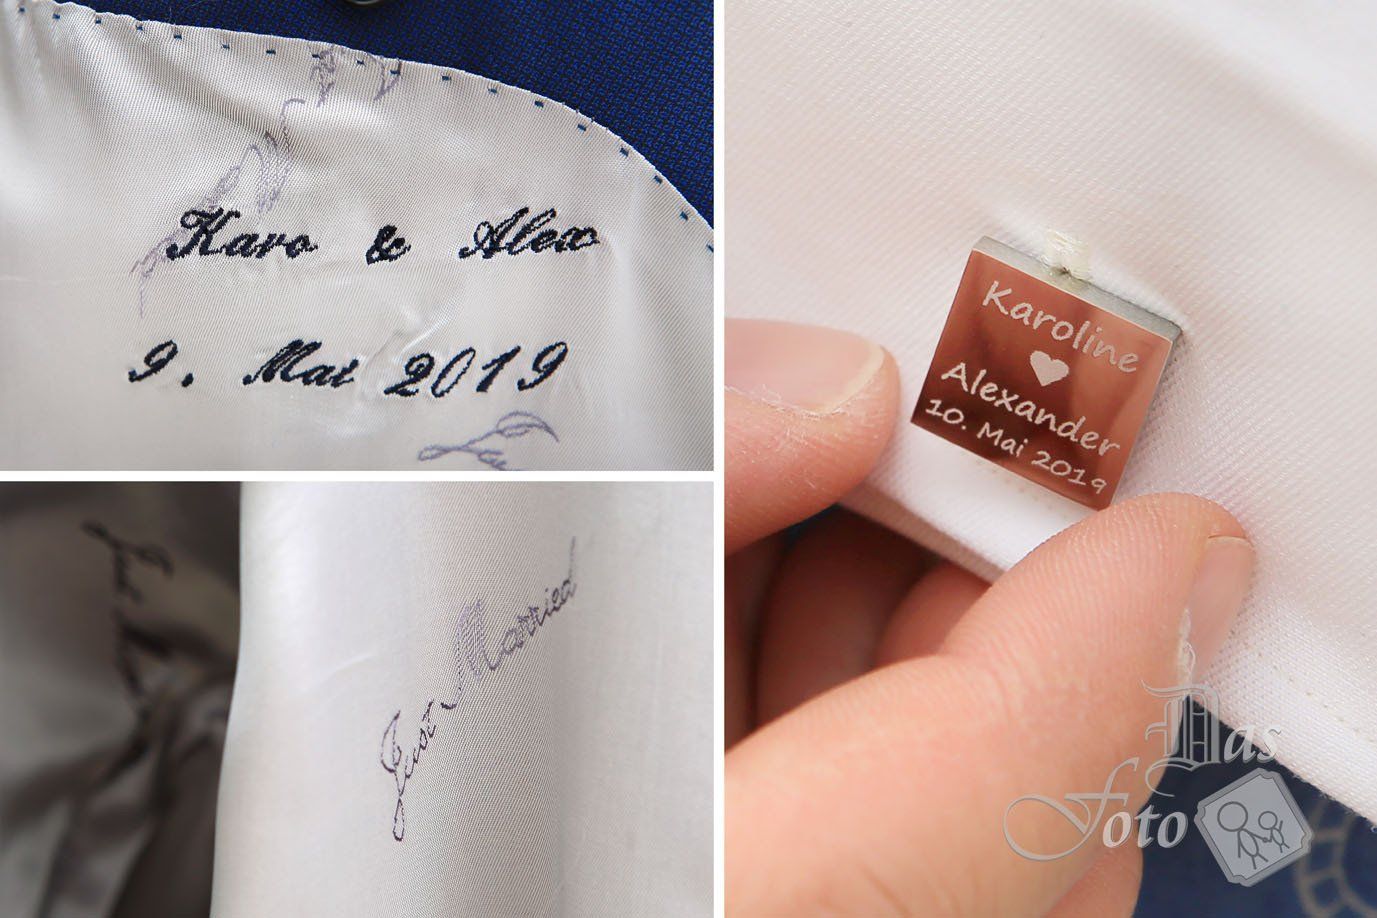 Karo & Alex
9. Mai 2019
Just Married
Karoline
Alexander
10. Mai 2019
Das
Foto